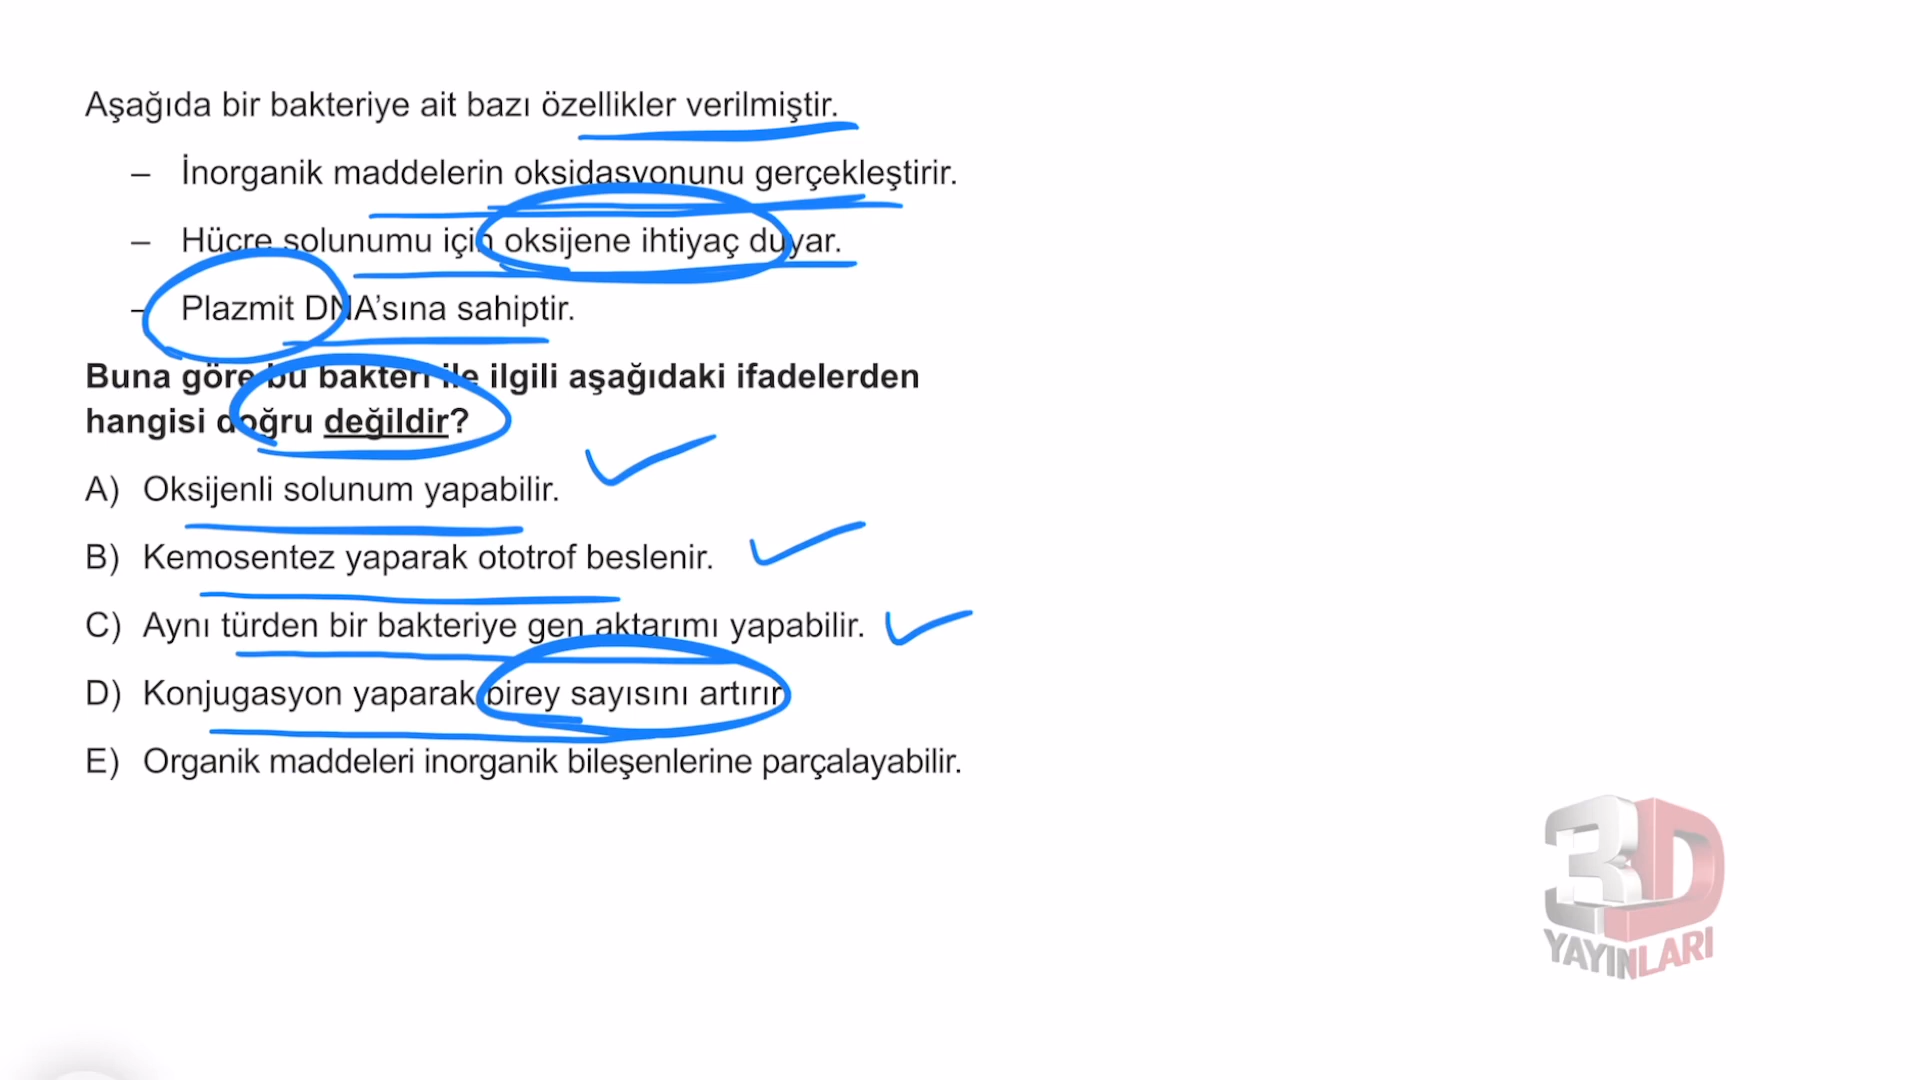 Aşağıda bir bakteriye ait bazı özellikler verilmiştir.
– İnorganik maddelerin oksidasyonunu gerçekleştirir.
– Hücre solunumu için oksijene ihtiyaç duyar.
– Plazmit DNA’sına sahiptir.
Buna göre bu bakteri ile ilgili aşağıdaki ifadelerden
hangisi doğru değildir?
A) Oksijenli solunum yapabilir.
B) Kemosentez yaparak ototrof beslenir.
C) Aynı türden bir bakteriye gen aktarımı yapabilir.
D) Konjugasyon yaparak birey sayısını artırır
E) Organik maddeleri inorganik bileşenlerine parçalayabilir.
3D
YAYINLARI